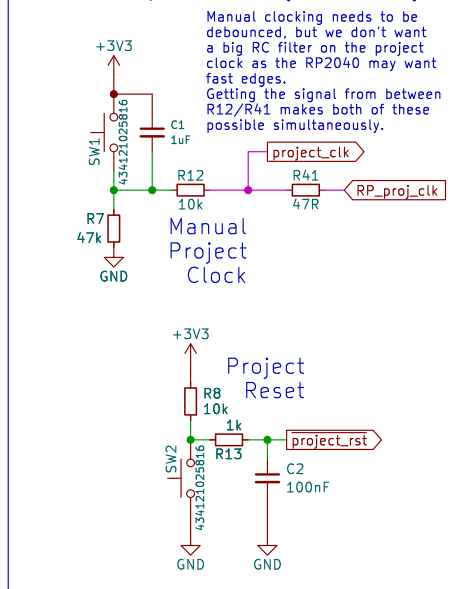 Manual clocking needs to be
debounced, but we don't want
a big RC filter on the project
clock as the RP2040 may want
fast edges.
Getting the signal from between
R12/R41 makes both of these
possible simultaneously.
+3V3
SW1
434121025816
C1
1uF
project_clk
R12
10k
R41
47R
RP_proj_clk
R7
47k
GND
Manual
Project
Clock
+3V3
Project
Reset
R8
10k
1k
R13
project_rst
SW2
434121025816
C2
100nF
GND
GND